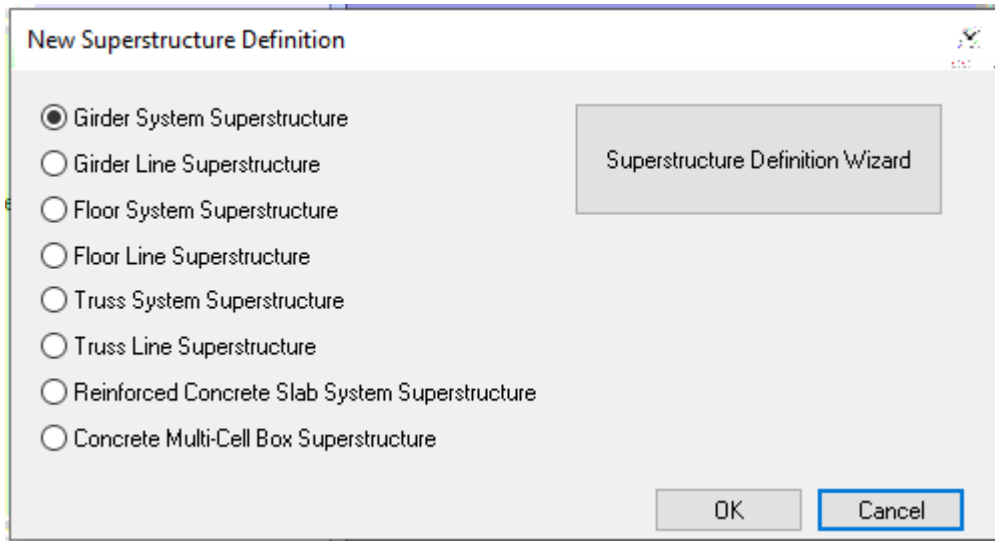 New Superstructure Definition
Girder System Superstructure
Superstructure Definition Wizard
Girder Line Superstructure
Floor System Superstructure
Floor Line Superstructure
Truss System Superstructure
Truss Line Superstructure
Reinforced Concrete Slab System Superstructure
Concrete Multi-Cell Box Superstructure
OK
Cancel